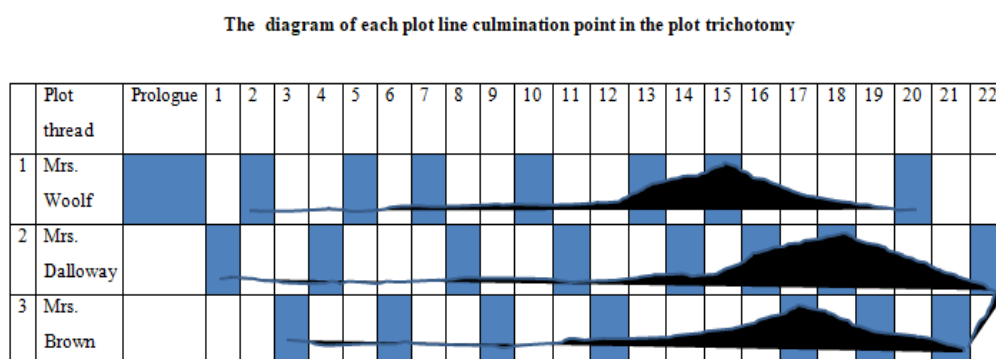 The diagram of each plot line culmination point in the plot trichotomy
Plot thread Prologue 1 2 3 4 5 6 7 8 9 10 11 12 13 14 15 16 17 18 19 20 21 22
1 Mrs. Woolf
2 Mrs. Dalloway
3 Mrs. Brown